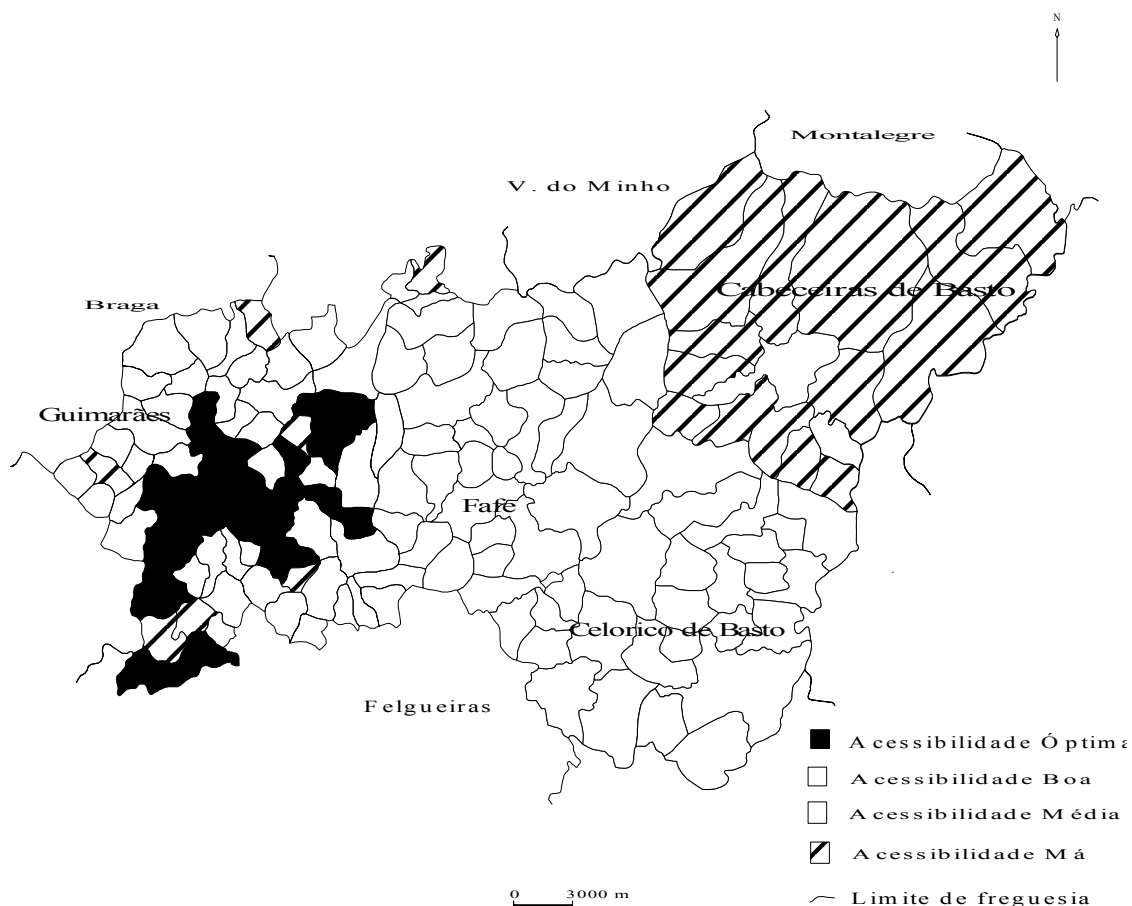 N
Montalegre
V. do Minho
Cabeceiras de Basto
Braga
Guimarães
Fafe
Celorico de Basto
Felgueiras
Acessibilidade Óptima
Acessibilidade Boa
Acessibilidade Média
Acessibilidade Má
0 3000 m
Limite de freguesia